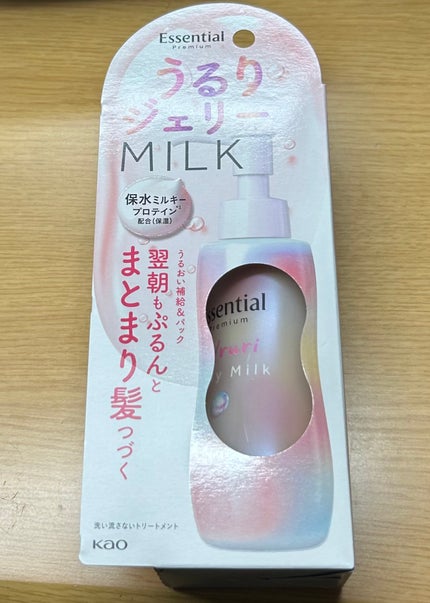 Essential
Premium
うるり
ジェリー
MILK
保水ミルキー
プロテイン*1
配合(保湿)
うるおい補給&パック
翌朝もぷるんと
まとまり髪つづく
ssential
Premium
ruri
y Milk
洗い流さないトリートメント
Kao